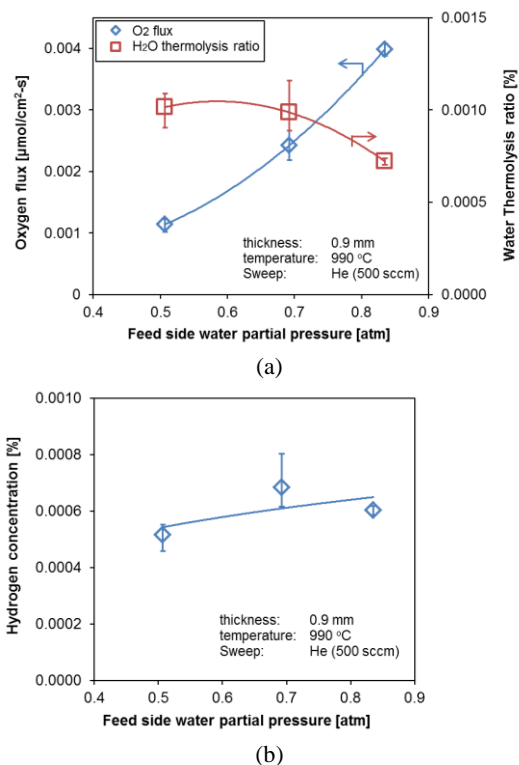 O2 flux
H2O thermolysis ratio
Oxygen flux [µmol/cm²-s]
0.004
0.003
0.002
0.001
0
Water Thermolysis ratio [%]
0.0015
0.0010
0.0005
0.0000
thickness: 0.9 mm
temperature: 990 °C
Sweep: He (500 sccm)
0.4 0.5 0.6 0.7 0.8 0.9
Feed side water partial pressure [atm]
(a)
Hydrogen concentration [%]
0.0010
0.0008
0.0006
0.0004
0.0002
0.0000
thickness: 0.9 mm
temperature: 990 °C
Sweep: He (500 sccm)
0.4 0.5 0.6 0.7 0.8 0.9
Feed side water partial pressure [atm]
(b)